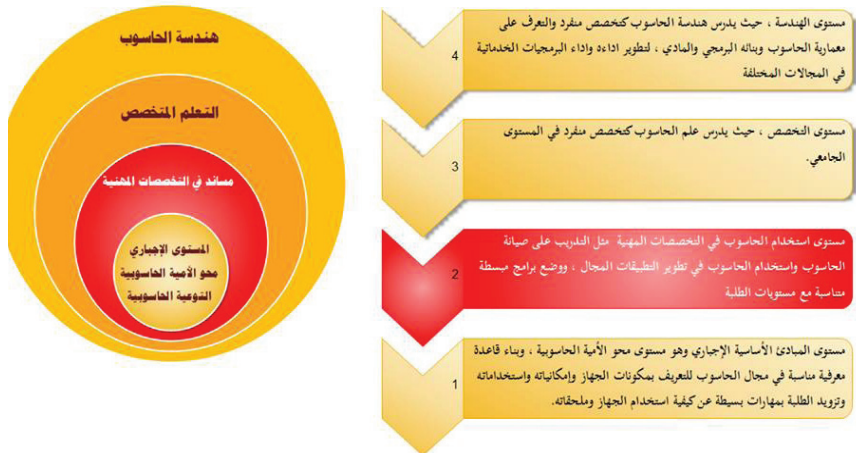 هندسة الحاسوب
التعلم المتخصص
مساند في التخصصات المهنية
المستوى الإجباري
محو الأمية الحاسوبية
التوعية الحاسوبية
مستوى الهندسة ، حيث يدرس هندسة الحاسوب كتخصص منفرد والتعرف على
معمارية الحاسوب وبنائه البرمجي والمادي ، لتطوير اداءه واداء البرمجيات الخدماتية
في المجالات المختلفة
4
مستوى التخصص ، حيث يدرس علم الحاسوب كتخصص منفرد في المستوى
الجامعي.
3
مستوى استخدام الحاسوب في التخصصات المهنية مثل التدريب على صيانة
الحاسوب واستخدام الحاسوب في تطوير التطبيقات المجال ، ووضع برامج مبسطة
متناسبة مع مستويات الطلبة
2
مستوى المبادئ الأساسية الإجباري وهو مستوى محو الأمية الحاسوبية ، وبناء قاعدة
معرفية مناسبة في مجال الحاسوب للتعريف بمكونات الجهاز وإمكانياته واستخداماته
وتزويد الطلبة بمهارات بسيطة عن كيفية استخدام الجهاز وملحقاته.
1